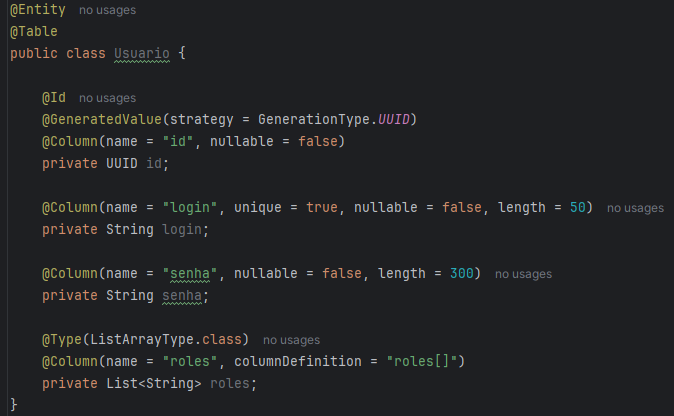 @Entity no usages
@Table
public class Usuario {
@Id no usages
@GeneratedValue(strategy = GenerationType.UUID)
@Column(name = "id", nullable = false)
private UUID id;
@Column(name = "login", unique = true, nullable = false, length = 50) no usages
private String login;
@Column(name = "senha", nullable = false, length = 300) no usages
private String senha;
@Type(ListArrayType.class) no usages
@Column(name = "roles", columnDefinition = "roles[]")
private List<String> roles;
}